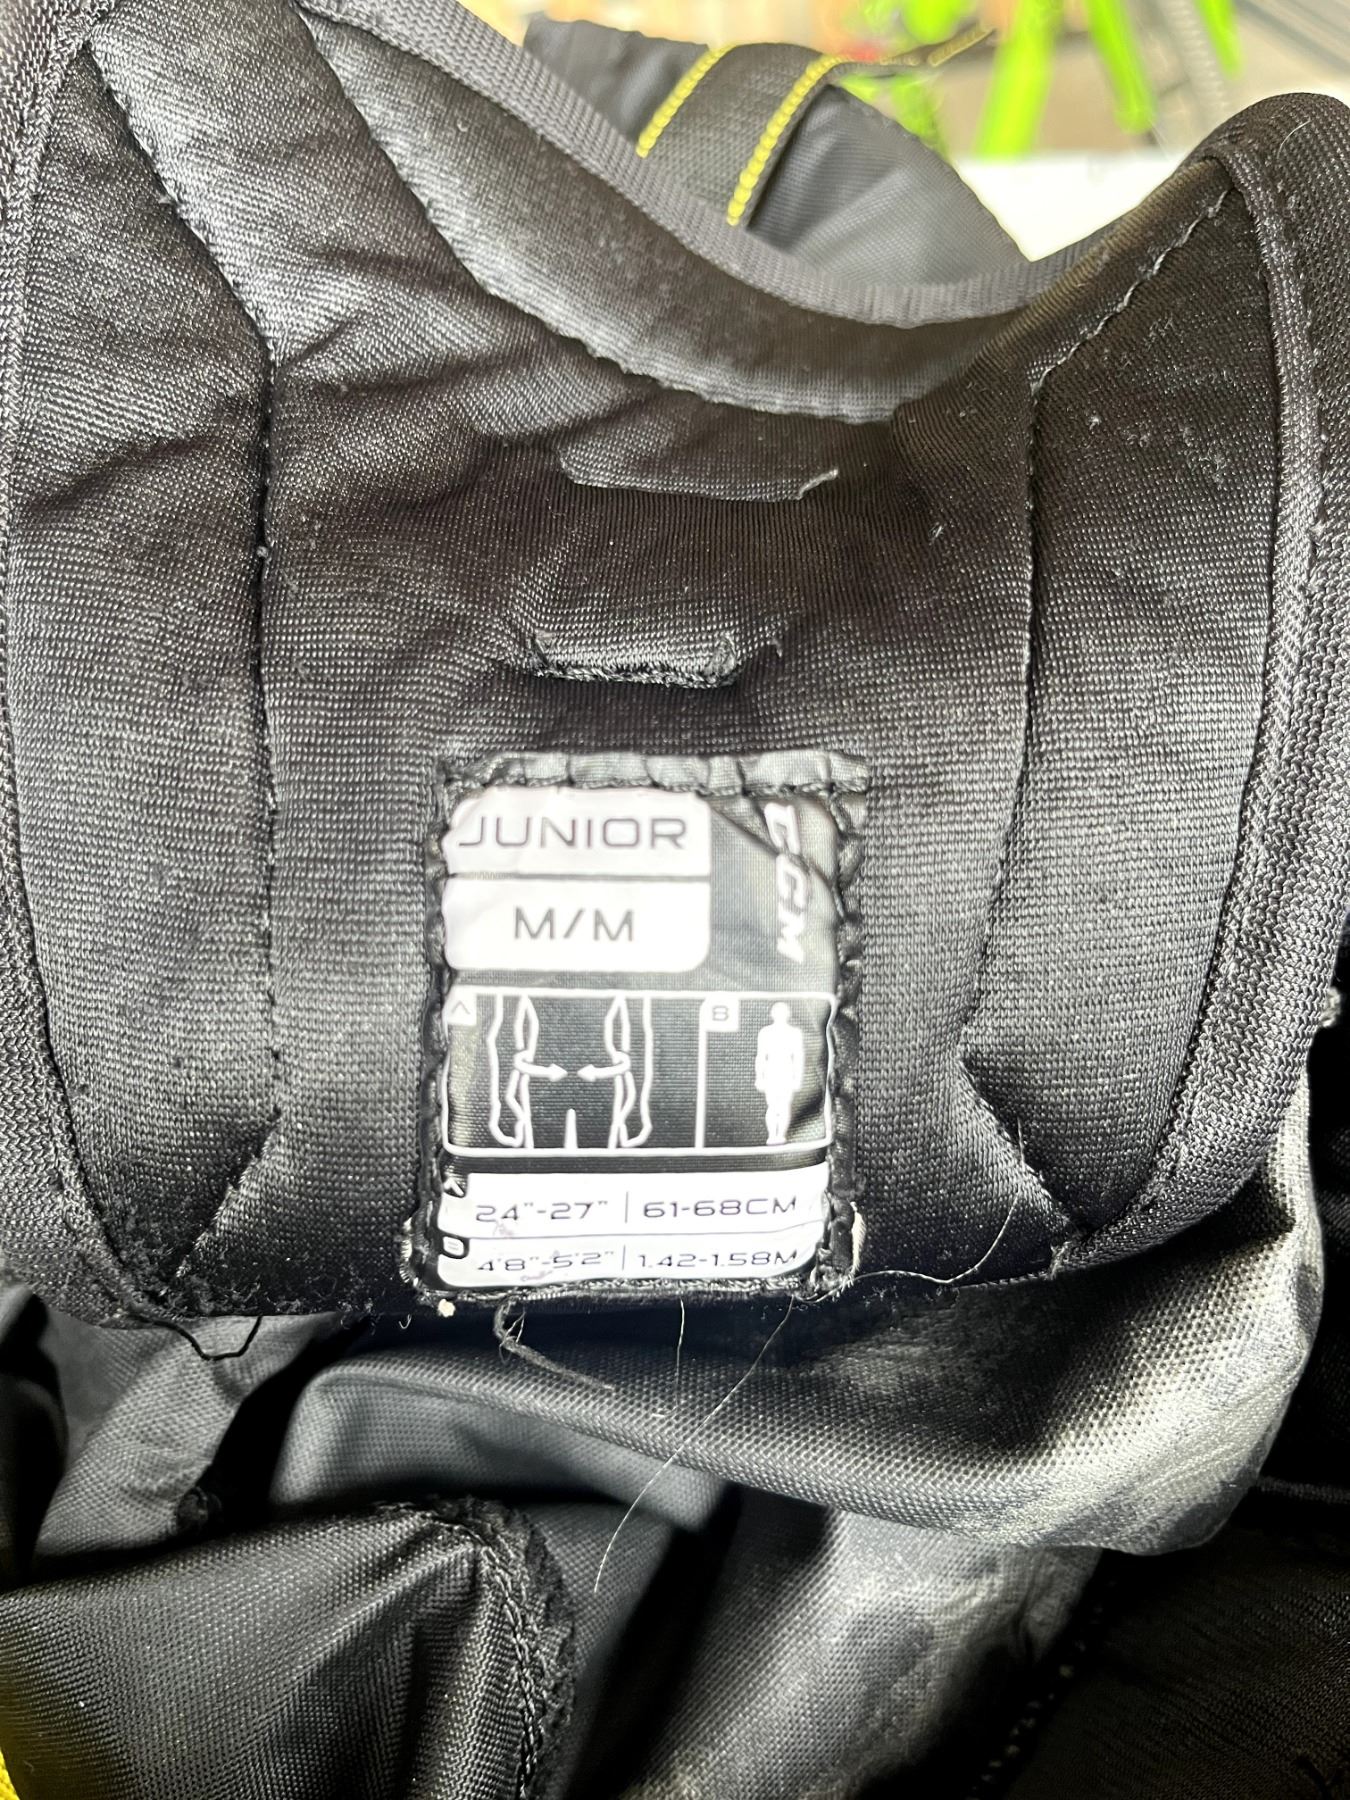 JUNIOR
CCM
M/M
A
B
A
24"-27" | 61-68CM
B
4'8"-5'2" | 1.42-1.58M